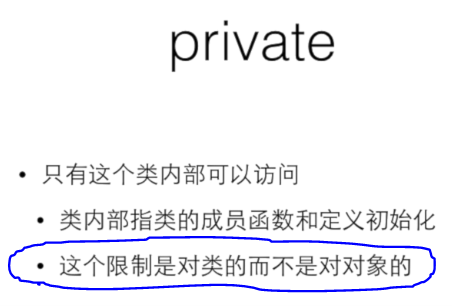 private
• 只有这个类内部可以访问
• 类内部指类的成员函数和定义初始化
• 这个限制是对类的而不是对对象的